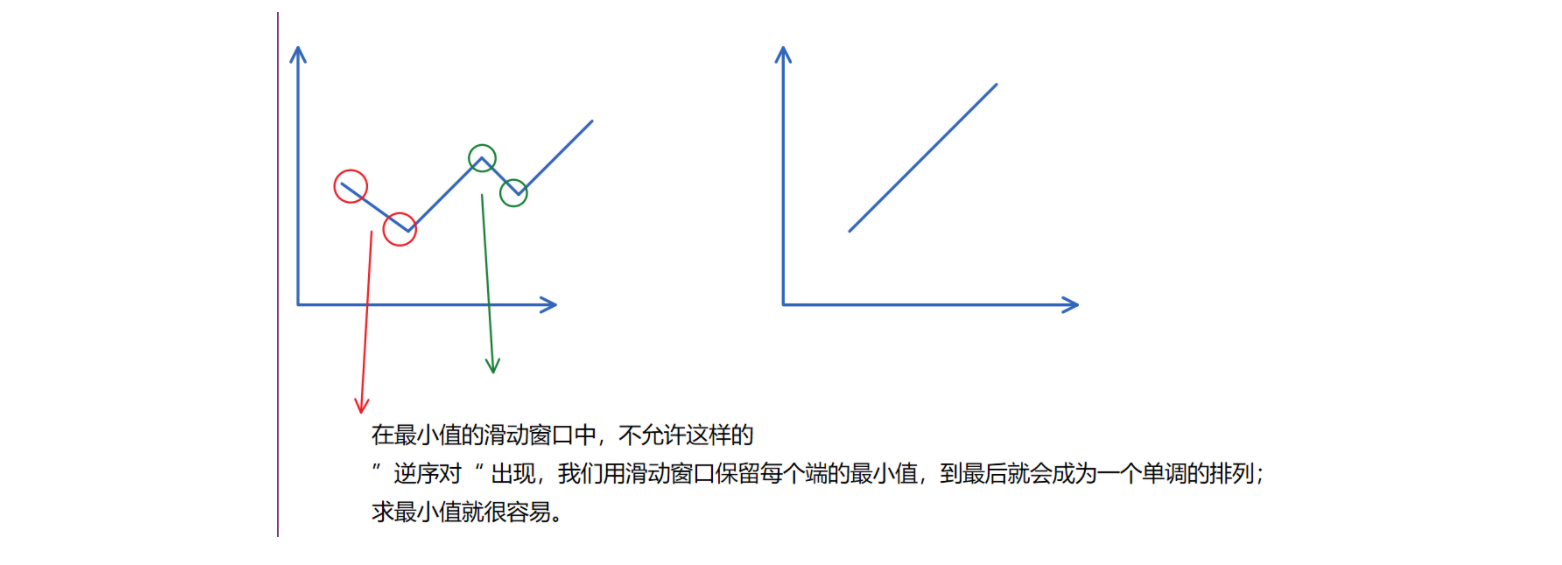 在最小值的滑动窗口中，不允许这样的
”逆序对“出现，我们用滑动窗口保留每个端的最小值，到最后就会成为一个单调的排列；
求最小值就很容易。